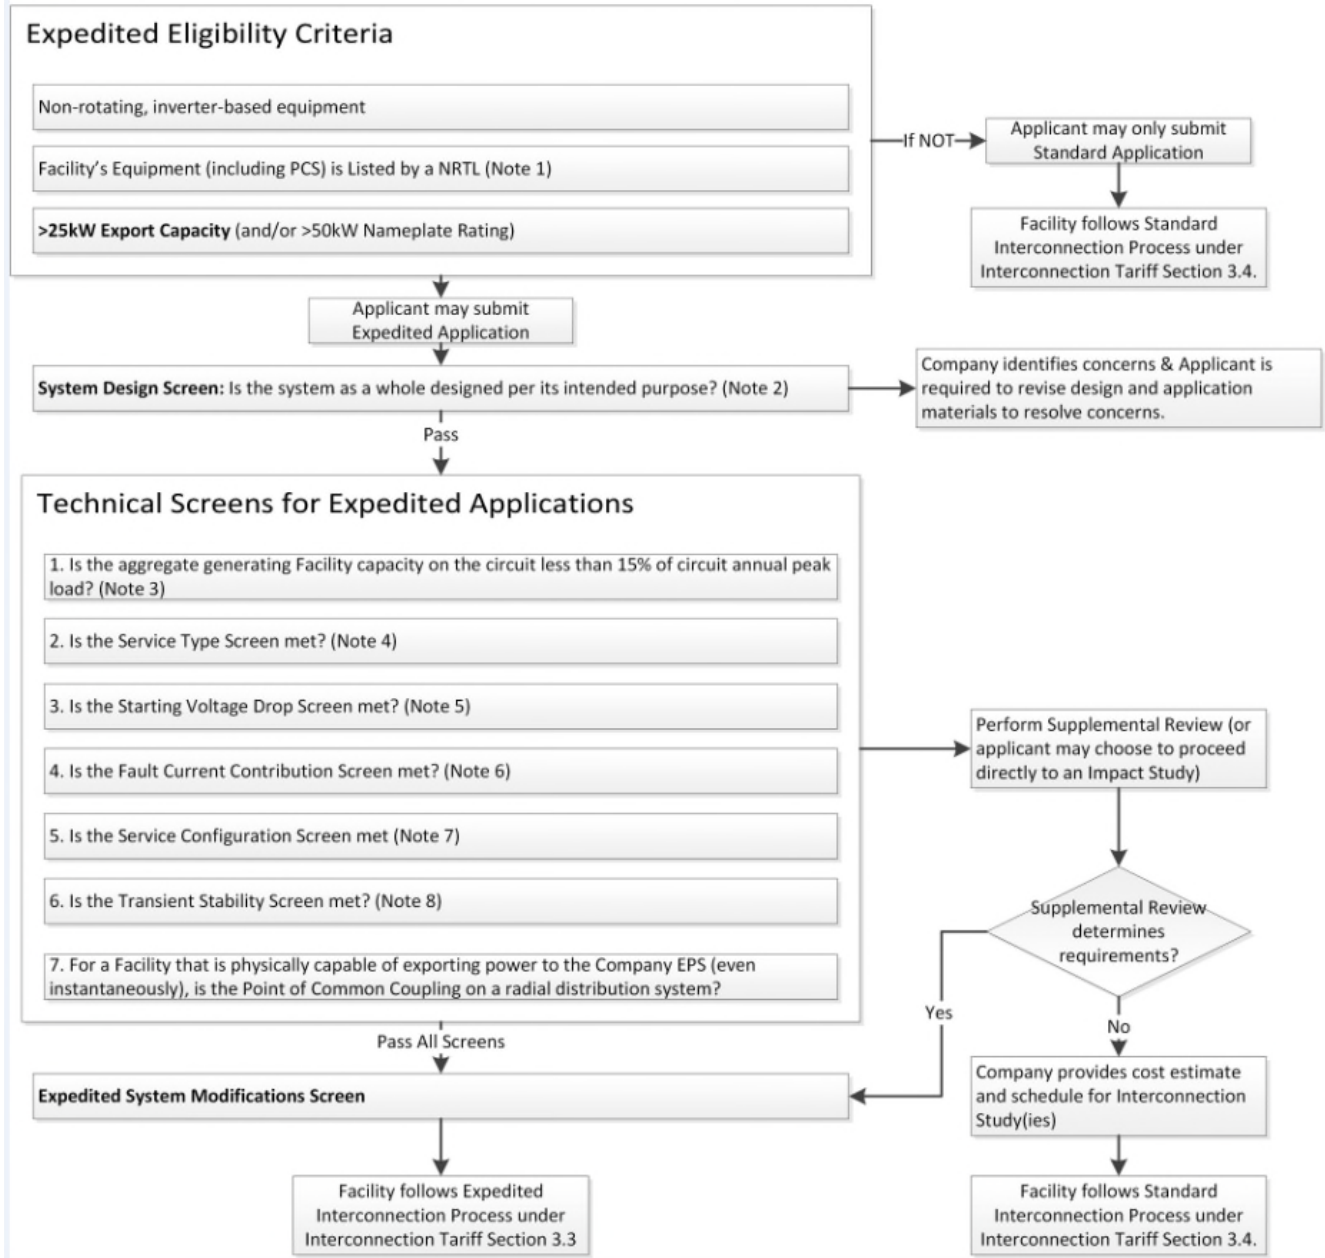 Expedited Eligibility Criteria
Non-rotating, inverter-based equipment
Facility's Equipment (including PCS) is Listed by a NRTL (Note 1)
>25kW Export Capacity (and/or >50kW Nameplate Rating)
If NOT
Applicant may only submit
Standard Application
Facility follows Standard
Interconnection Process under
Interconnection Tariff Section 3.4.
Applicant may submit
Expedited Application
System Design Screen: Is the system as a whole designed per its intended purpose? (Note 2)
Company identifies concerns & Applicant is
required to revise design and application
materials to resolve concerns.
Pass
Technical Screens for Expedited Applications
1. Is the aggregate generating Facility capacity on the circuit less than 15% of circuit annual peak
load? (Note 3)
2. Is the Service Type Screen met? (Note 4)
3. Is the Starting Voltage Drop Screen met? (Note 5)
4. Is the Fault Current Contribution Screen met? (Note 6)
5. Is the Service Configuration Screen met (Note 7)
6. Is the Transient Stability Screen met? (Note 8)
7. For a Facility that is physically capable of exporting power to the Company EPS (even
instantaneously), is the Point of Common Coupling on a radial distribution system?
Perform Supplemental Review (or
applicant may choose to proceed
directly to an Impact Study)
Supplemental Review
determines
requirements?
Yes
No
Pass All Screens
Expedited System Modifications Screen
Company provides cost estimate
and schedule for Interconnection
Study(ies)
Facility follows Expedited
Interconnection Process under
Interconnection Tariff Section 3.3
Facility follows Standard
Interconnection Process under
Interconnection Tariff Section 3.4.